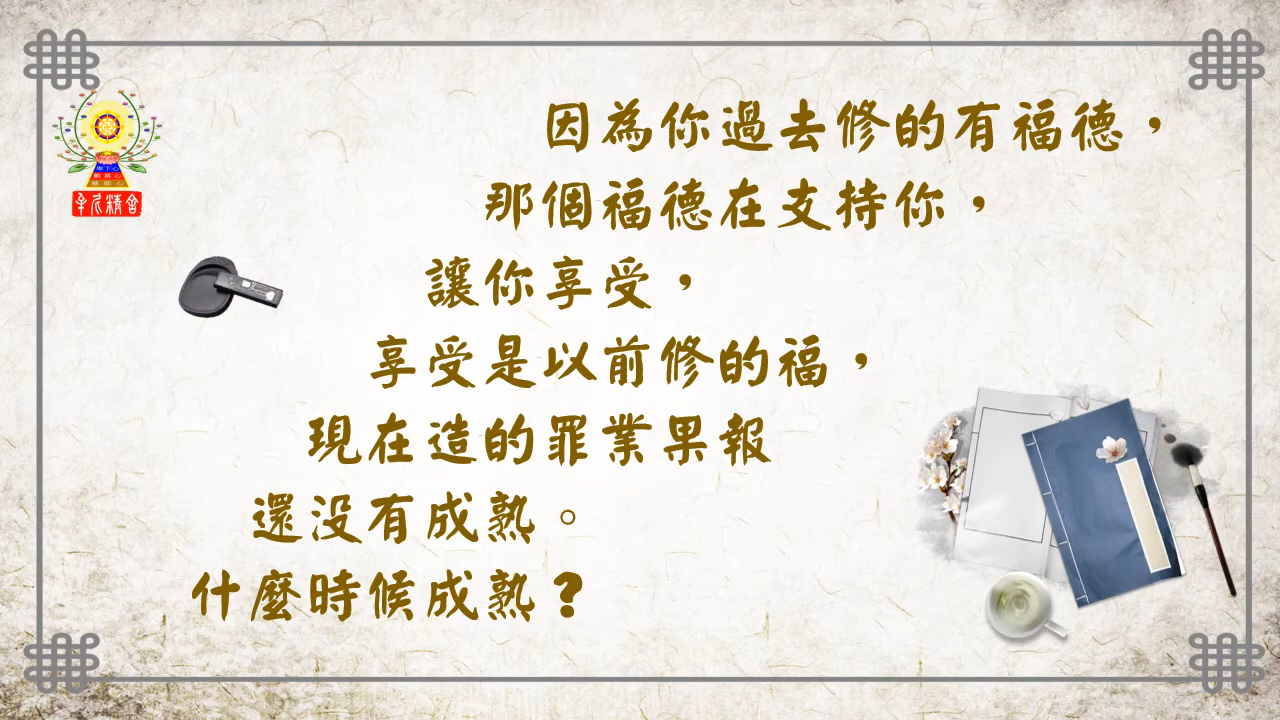 因為你過去修的有福德，
那個福德在支持你，
讓你享受，
享受是以前修的福，
現在造的罪業果報
還没有成熟。
什麼時候成熟？